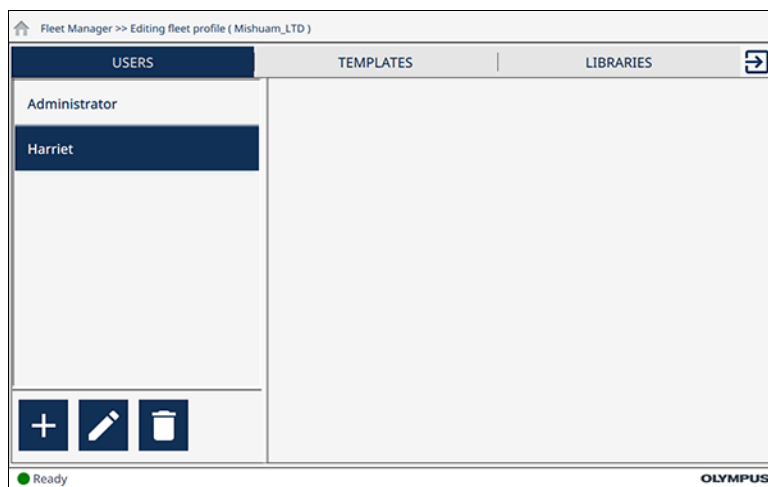 Fleet Manager >> Editing fleet profile ( Mishuam_LTD )
USERS
TEMPLATES
LIBRARIES
Administrator
Harriet
Ready
OLYMPUS